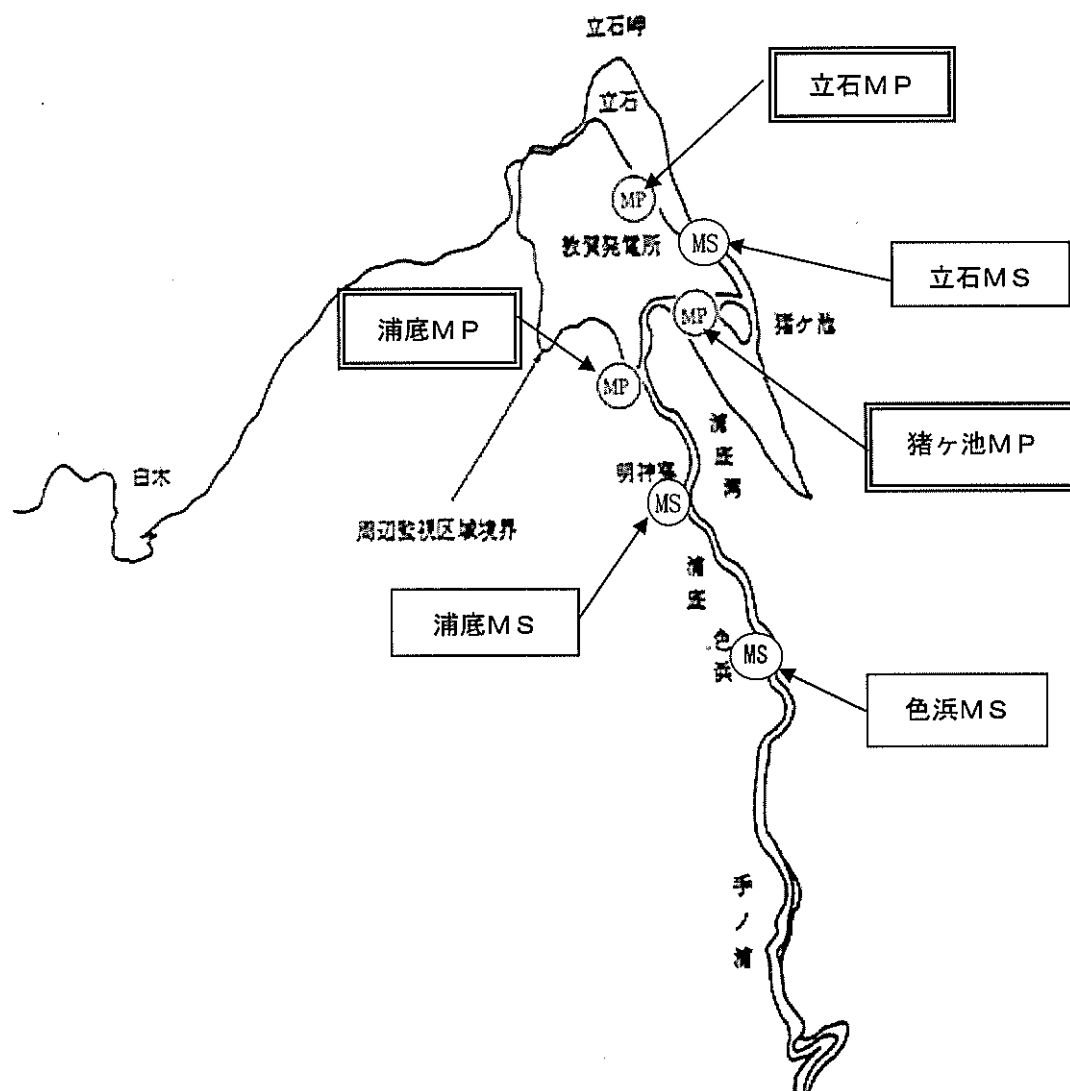 立石岬
立石MP
立石
MP
MS
敦賀発電所
立石MS
猪ケ池
MP
浦底MP
MP
浦底湾
猪ヶ池MP
白木
明神寮
MS
周辺監視区域境界
浦底
浦底MS
色浜
MS
色浜MS
手ノ浦